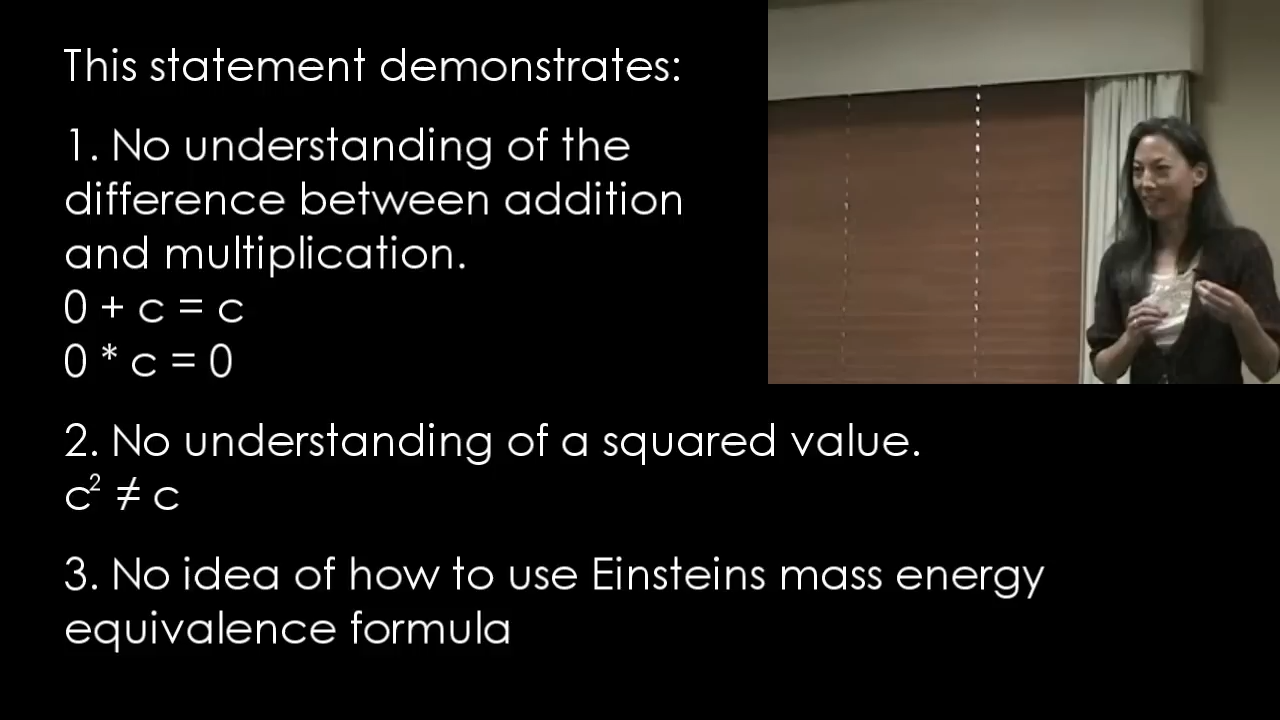 This statement demonstrates:
1. No understanding of the
difference between addition
and multiplication.
0 + c = c
0 * c = 0
2. No understanding of a squared value.
c² ≠ c
3. No idea of how to use Einsteins mass energy
equivalence formula